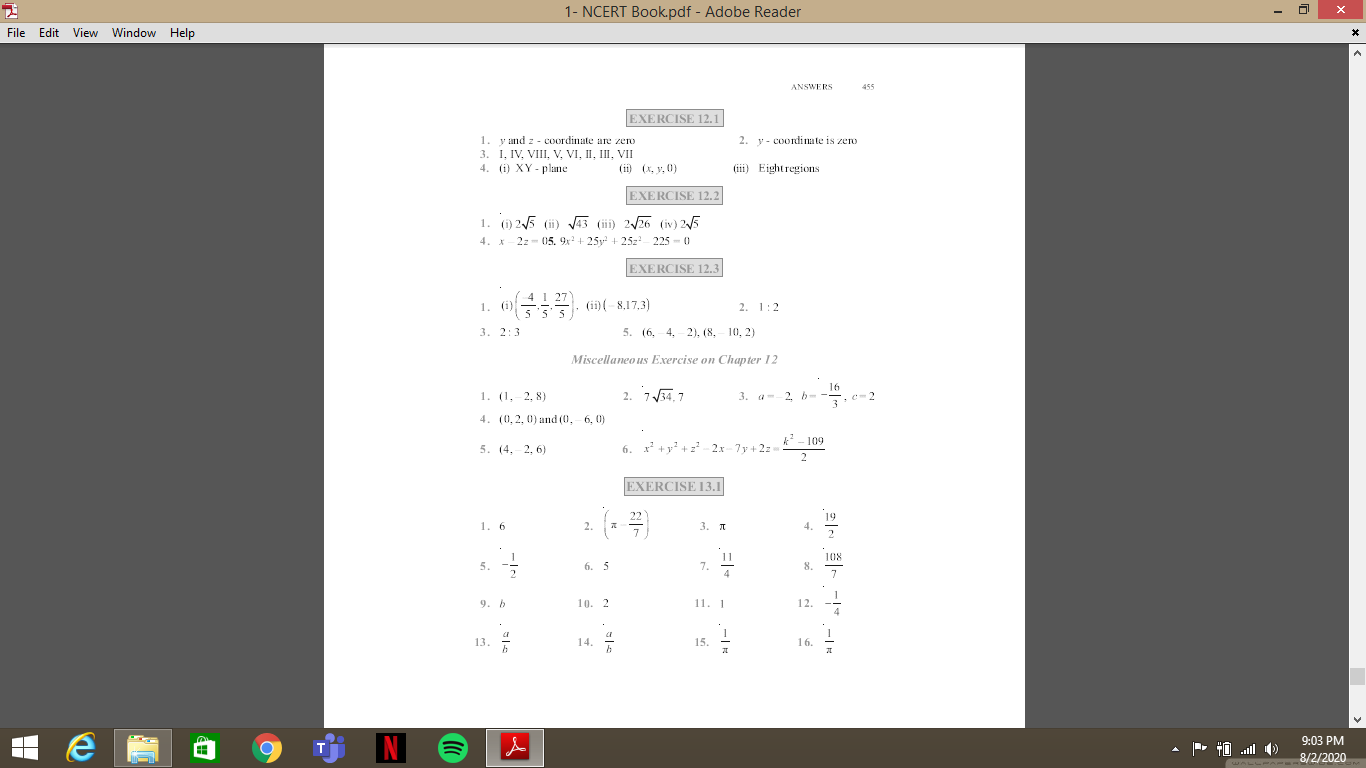 1- NCERT Book.pdf - Adobe Reader
File Edit View Window Help
ANSWERS 455
EXERCISE 12.1
1. y and z - coordinate are zero 2. y - coordinate is zero
3. I, IV, VIII, V, VI, II, III, VII
4. (i) XY - plane (ii) (x, y, 0) (iii) Eight regions
EXERCISE 12.2
1. (i) 2√5 (ii) √43 (iii) 2√26 (iv) 2√5
4. x – 2z = 0 5. 9x² + 25y² + 25z² – 225 = 0
EXERCISE 12.3
1. (i) (–4/5, 1/5, 27/5), (ii) (– 8,17,3) 2. 1 : 2
3. 2 : 3 5. (6, – 4, – 2), (8, – 10, 2)
Miscellaneous Exercise on Chapter 12
1. (1, – 2, 8) 2. 7 √34, 7 3. a = – 2, b = –16/3, c = 2
4. (0, 2, 0) and (0, – 6, 0)
5. (4, – 2, 6) 6. x² + y² + z² – 2x – 7y + 2z = (k² – 109)/2
EXERCISE 13.1
1. 6 2. (π – 22/7) 3. π 4. 19/2
5. –1/2 6. 5 7. 11/4 8. 108/7
9. b 10. 2 11. 1 12. –1/4
13. a/b 14. a/b 15. 1/π 16. 1/π
9:03 PM
8/2/2020